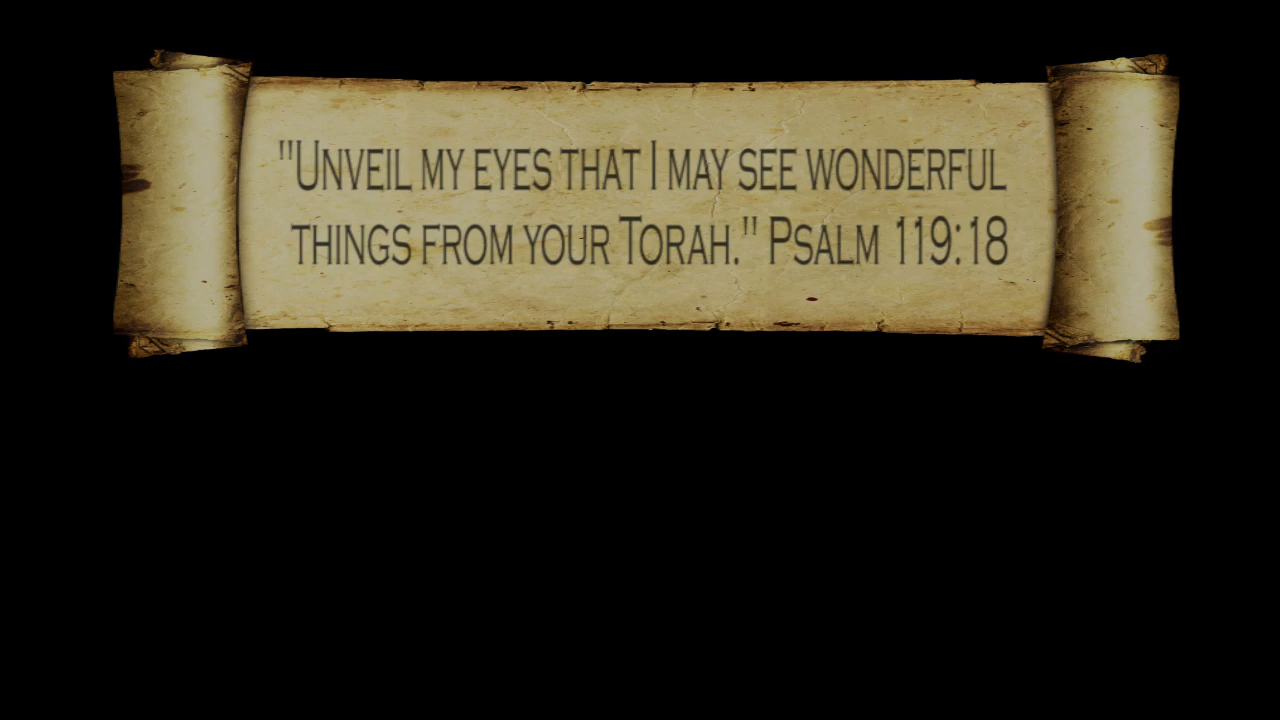 "Unveil my eyes that I may see wonderful
things from your Torah." Psalm 119:18